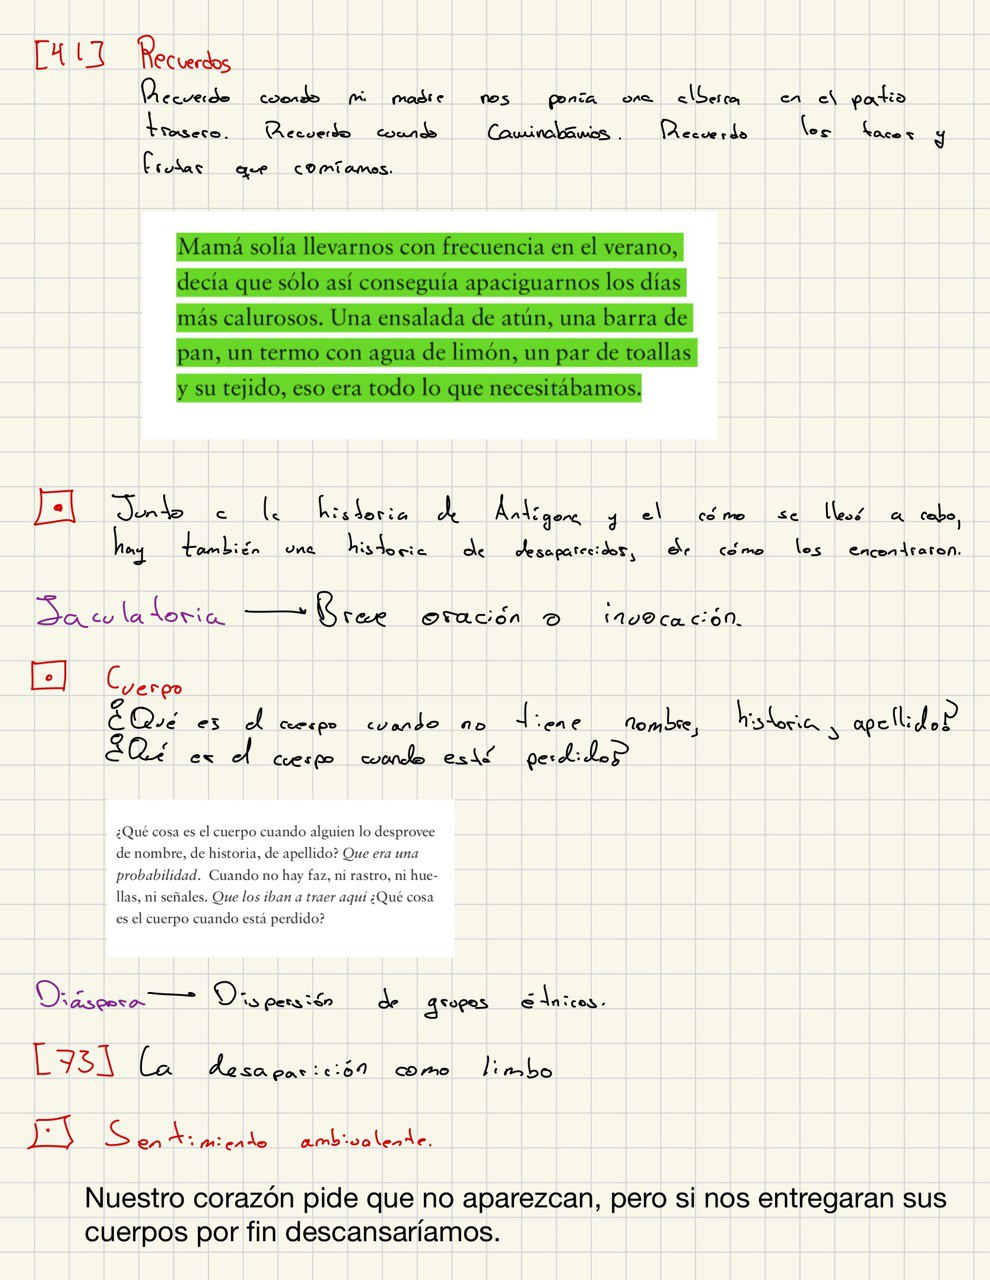 [41] Recuerdos
Recuerdo cuando mi madre nos ponía una alberca en el patio
trasero. Recuerdo cuando caminabámos. Recuerdo los tacos y
frutas que comíamos.
Mamá solía llevarnos con frecuencia en el verano,
decía que sólo así conseguía apaciguarnos los días
más calurosos. Una ensalada de atún, una barra de
pan, un termo con agua de limón, un par de toallas
y su tejido, eso era todo lo que necesitábamos.
Junto a la historia de Antígona y el cómo se llevó a cabo,
hay también una historia de desaparecidos, de cómo los encontraron.
Jaculatoria → Breve oración o invocación.
Cuerpo
¿Qué es el cuerpo cuando no tiene nombre, historia, apellido?
¿Qué es el cuerpo cuando está perdido?
¿Qué cosa es el cuerpo cuando alguien lo desprovee
de nombre, de historia, de apellido? Que era una
probabilidad. Cuando no hay faz, ni rastro, ni hue-
llas, ni señales. Que los iban a traer aquí ¿Qué cosa
es el cuerpo cuando está perdido?
Diáspora → Dispersión de grupos étnicos.
[73] La desaparición como limbo
Sentimiento ambivalente.
Nuestro corazón pide que no aparezcan, pero si nos entregaran sus
cuerpos por fin descansaríamos.